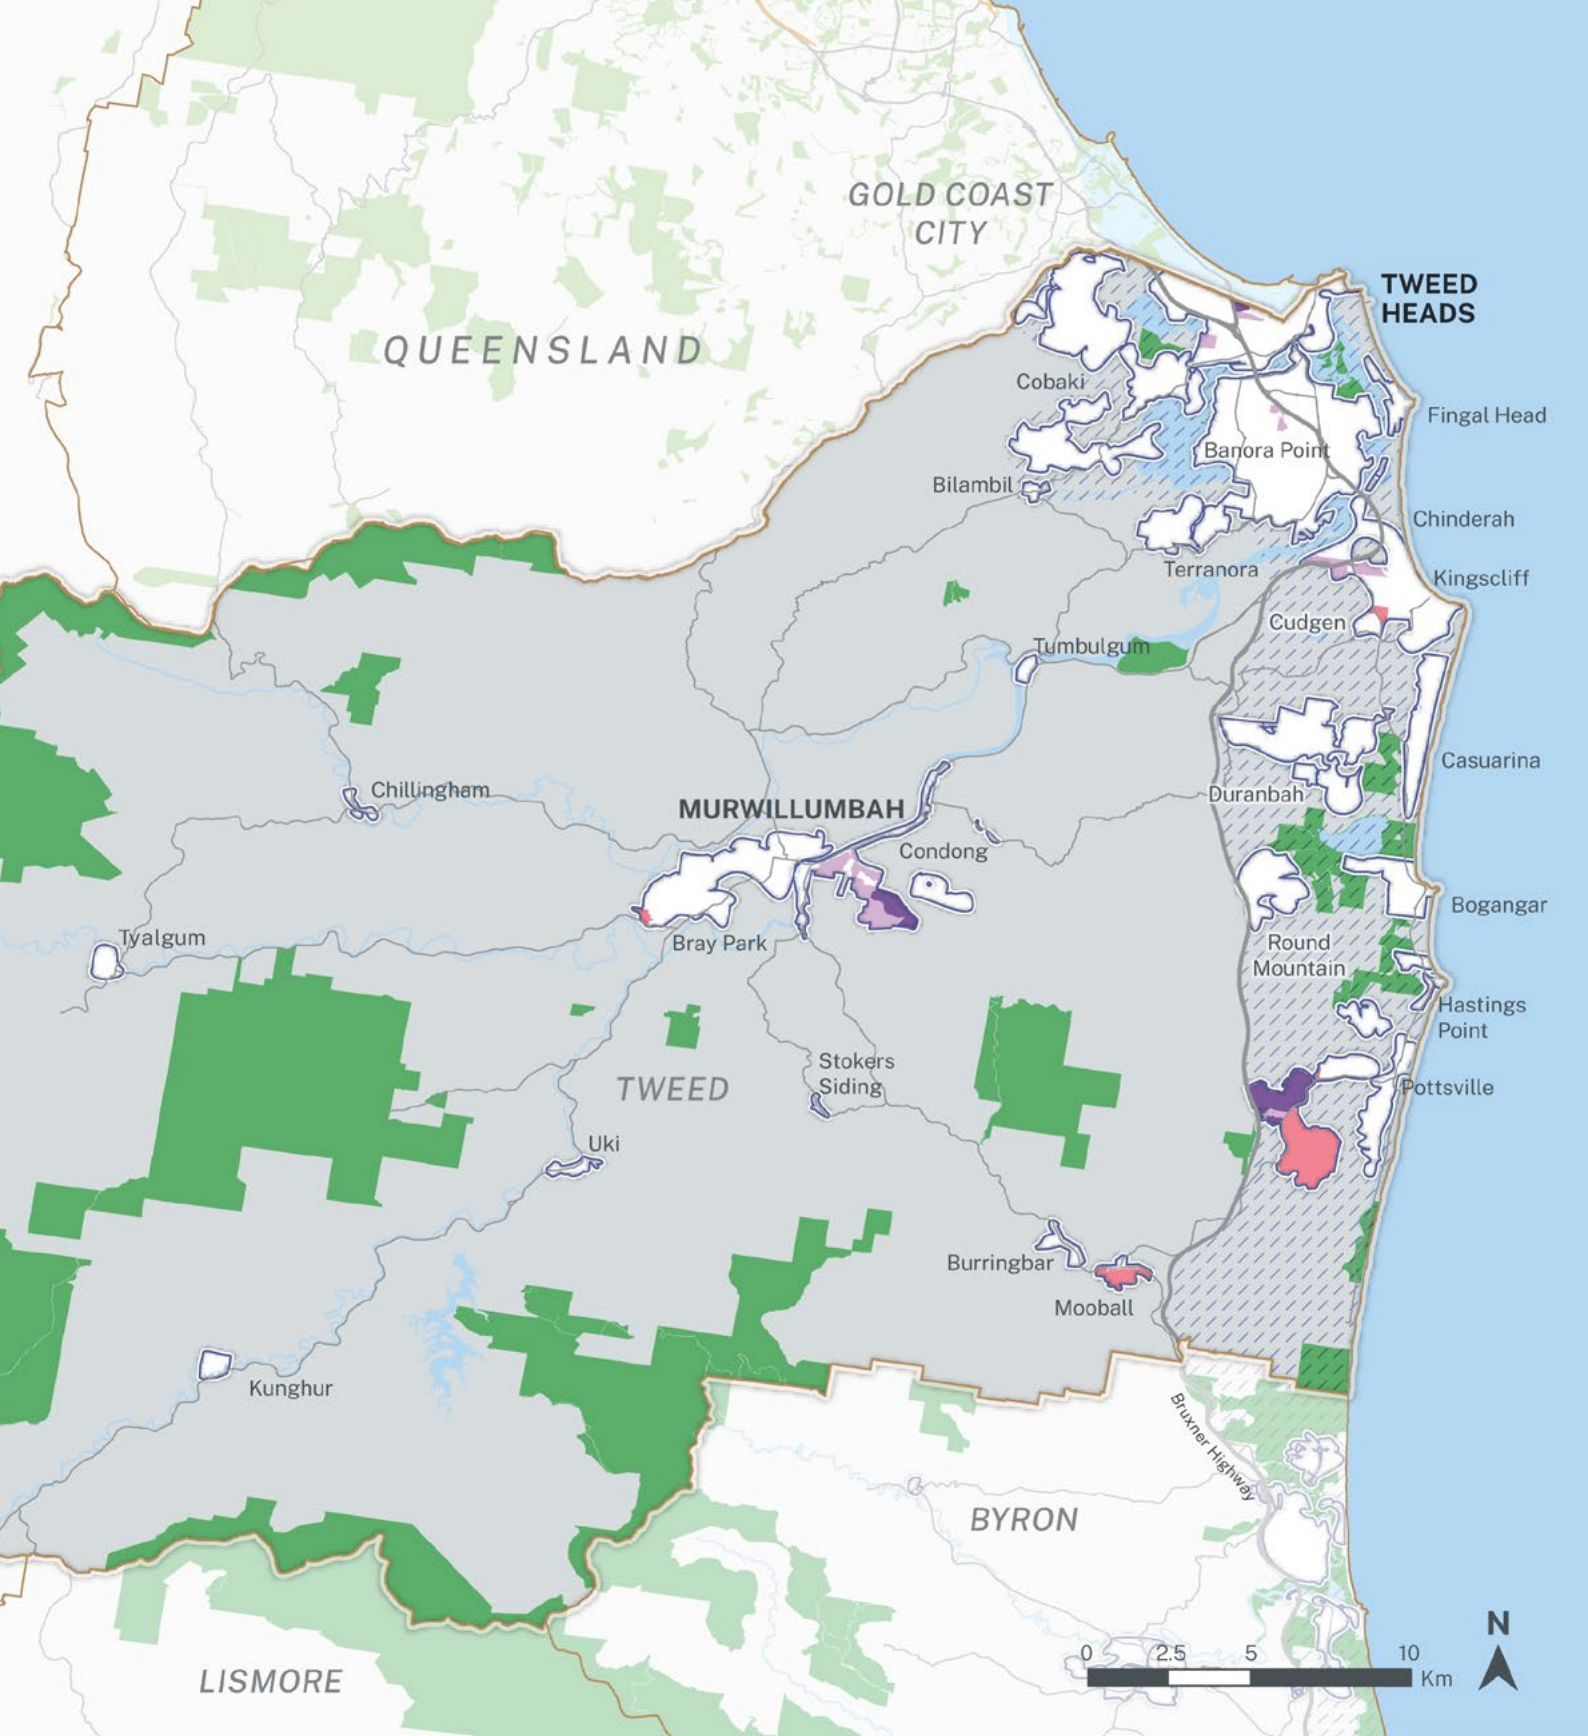 GOLD COAST
CITY
TWEED
HEADS
QUEENSLAND
Cobaki
Fingal Head
Banora Point
Bilambil
Chinderah
Terranora
Kingscliff
Cudgen
Tumbulgum
Casuarina
Chillingham
Duranbah
MURWILLUMBAH
Condong
Bogangar
Tyalgum
Bray Park
Round
Mountain
Hastings
Point
Stokers
Siding
TWEED
Pottsville
Uki
Burringbar
Mooball
Kunghur
Bruxner Highway
BYRON
N
0 2.5 5 10
Km
LISMORE